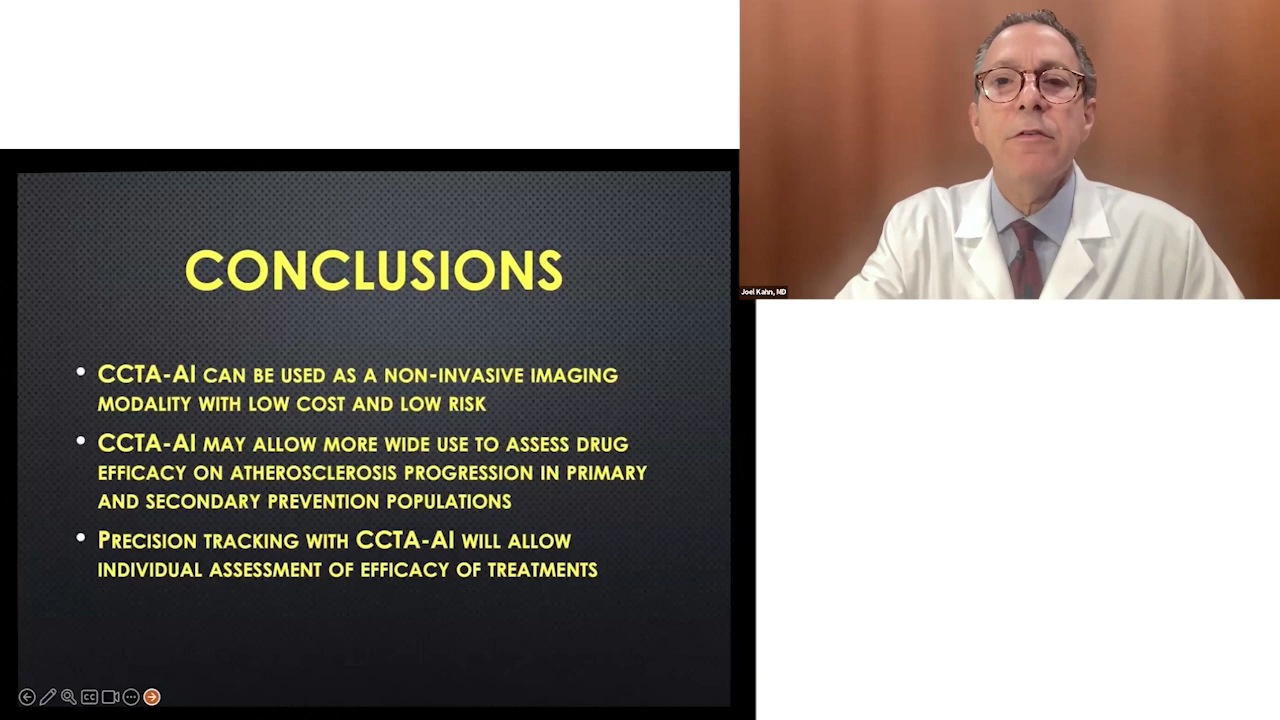 Joel Kahn, MD
CONCLUSIONS
• CCTA-AI CAN BE USED AS A NON-INVASIVE IMAGING
MODALITY WITH LOW COST AND LOW RISK
• CCTA-AI MAY ALLOW MORE WIDE USE TO ASSESS DRUG
EFFICACY ON ATHEROSCLEROSIS PROGRESSION IN PRIMARY
AND SECONDARY PREVENTION POPULATIONS
• PRECISION TRACKING WITH CCTA-AI WILL ALLOW
INDIVIDUAL ASSESSMENT OF EFFICACY OF TREATMENTS
CC